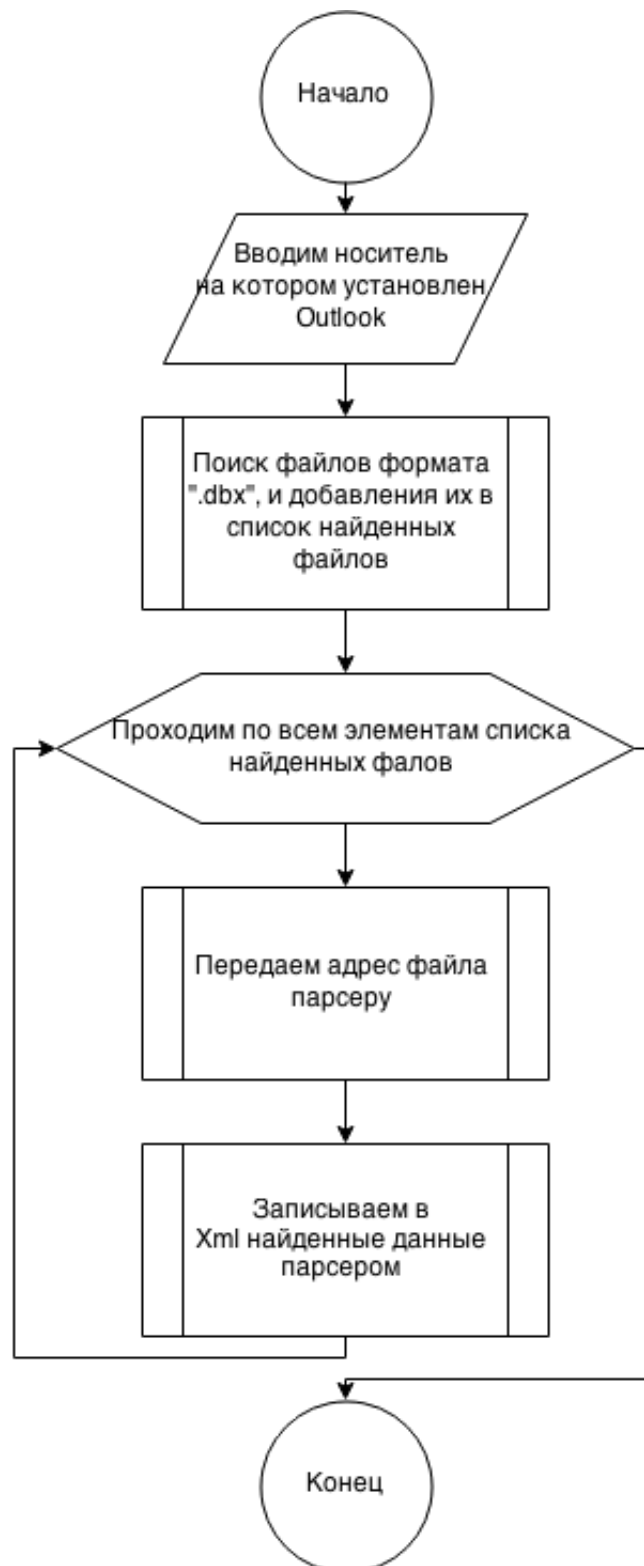 Начало
Вводим носитель
на котором установлен
Outlook
Поиск файлов формата
".dbx", и добавления их в
список найденных
файлов
Проходим по всем элементам списка
найденных фалов
Передаем адрес файла
парсеру
Записываем в
Xml найденные данные
парсером
Конец